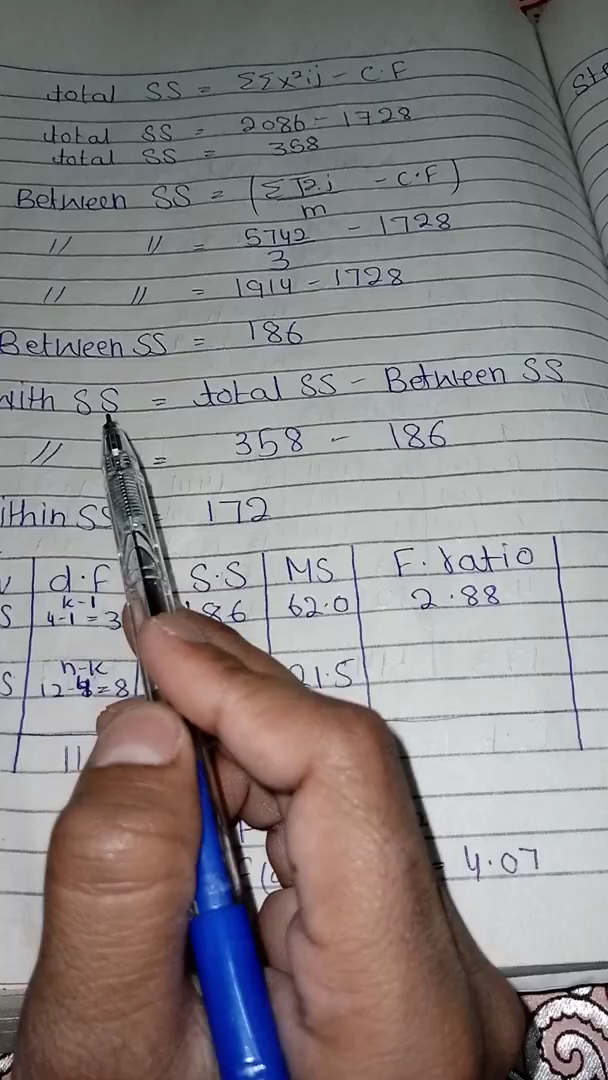 total SS = ΣΣx²ij - C.F
Ste
total SS = 2086 - 1728
total SS = 358
Between SS = (ΣT².j / m - C.F)
// // = 5742 / 3 - 1728
// // = 1914 - 1728
Between SS = 186
with SS = total SS - Between SS
// = 358 - 186
ithin SS = 172
d.F S.S MS F. ratio
S k-1 4-1=3 186 62.0 2.88
S n-k 12-4=8 21.5
11
= 4.07